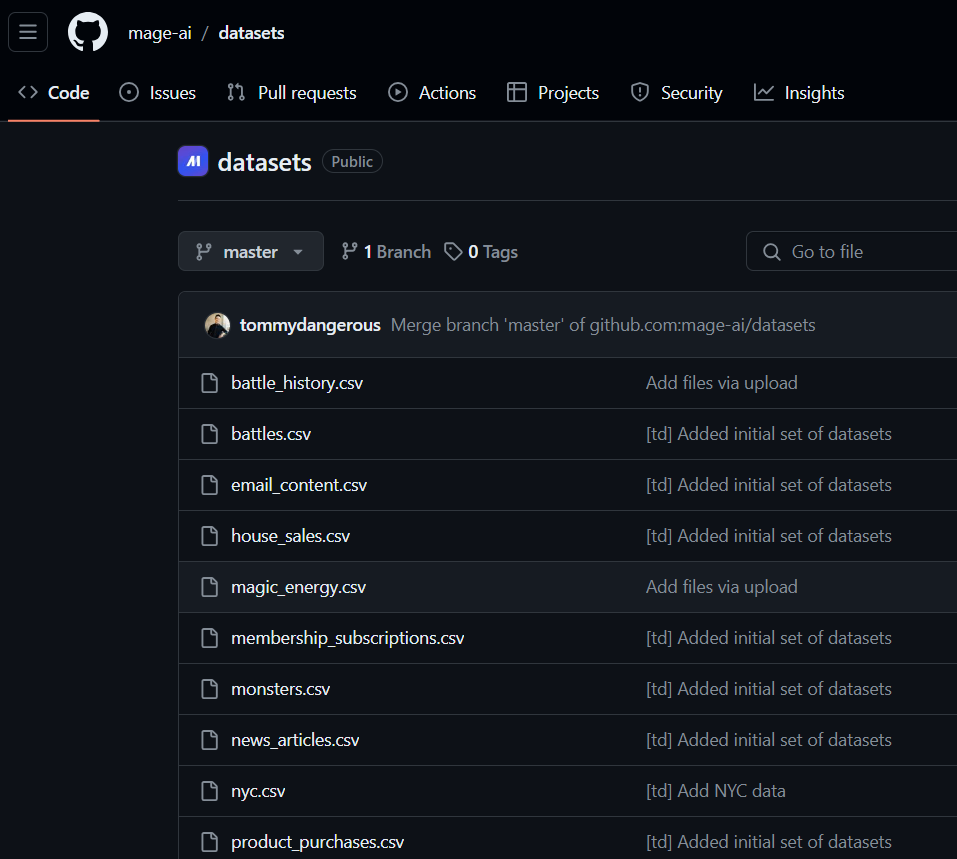 mage-ai / datasets
Code Issues Pull requests Actions Projects Security Insights
datasets Public
master 1 Branch 0 Tags Go to file
tommydangerous Merge branch 'master' of github.com:mage-ai/datasets
battle_history.csv Add files via upload
battles.csv [td] Added initial set of datasets
email_content.csv [td] Added initial set of datasets
house_sales.csv [td] Added initial set of datasets
magic_energy.csv Add files via upload
membership_subscriptions.csv [td] Added initial set of datasets
monsters.csv [td] Added initial set of datasets
news_articles.csv [td] Added initial set of datasets
nyc.csv [td] Add NYC data
product_purchases.csv [td] Added initial set of datasets